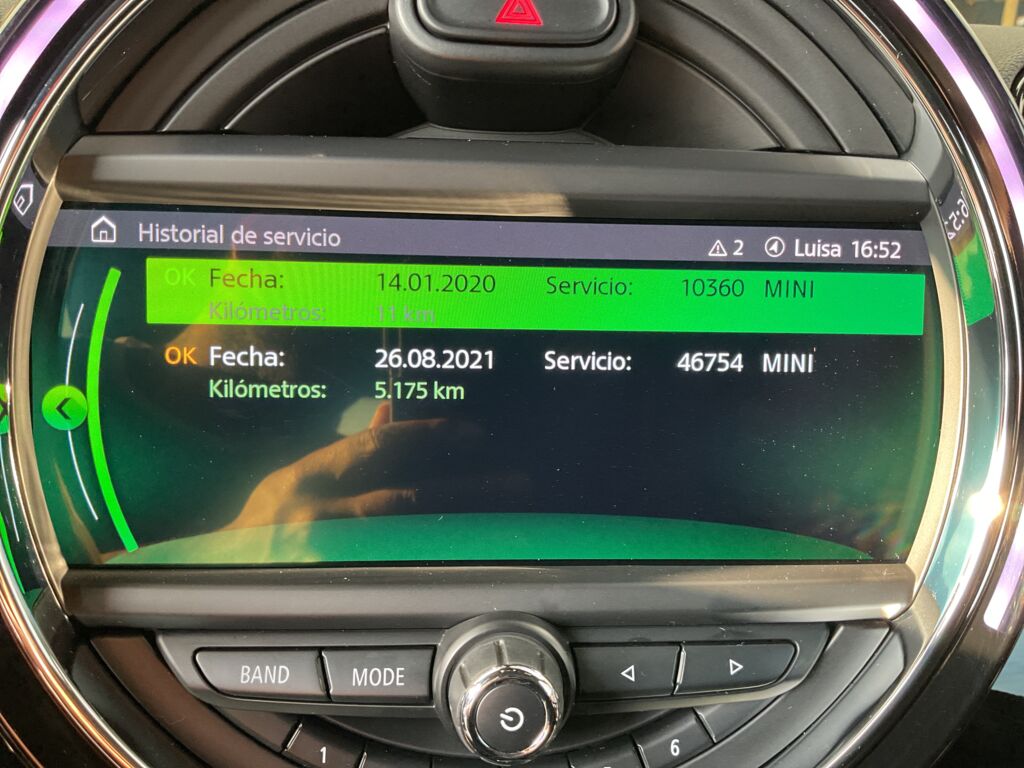 Historial de servicio 2 Luisa 16:52
OK Fecha: 14.01.2020 Servicio: 10360 MINI
Kilómetros: 11 km
OK Fecha: 26.08.2021 Servicio: 46754 MINI
Kilómetros: 5.175 km
BAND MODE
1 6